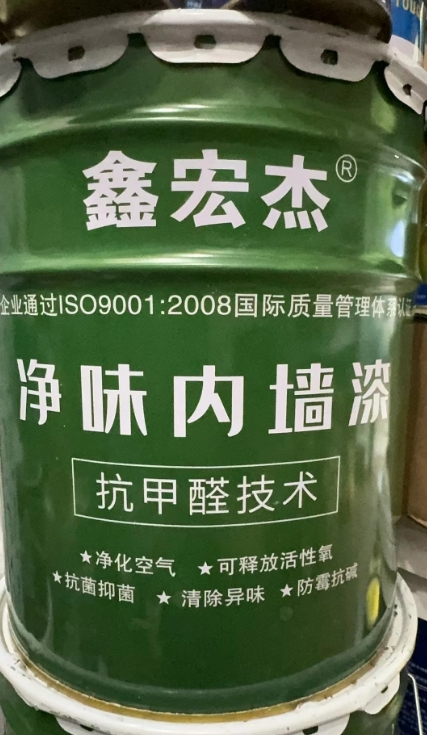 鑫宏杰®
企业通过ISO9001:2008国际质量管理体系认证
净味内墙漆
抗甲醛技术
★净化空气 ★可释放活性氧
★抗菌抑菌 ★清除异味 ★防霉抗碱